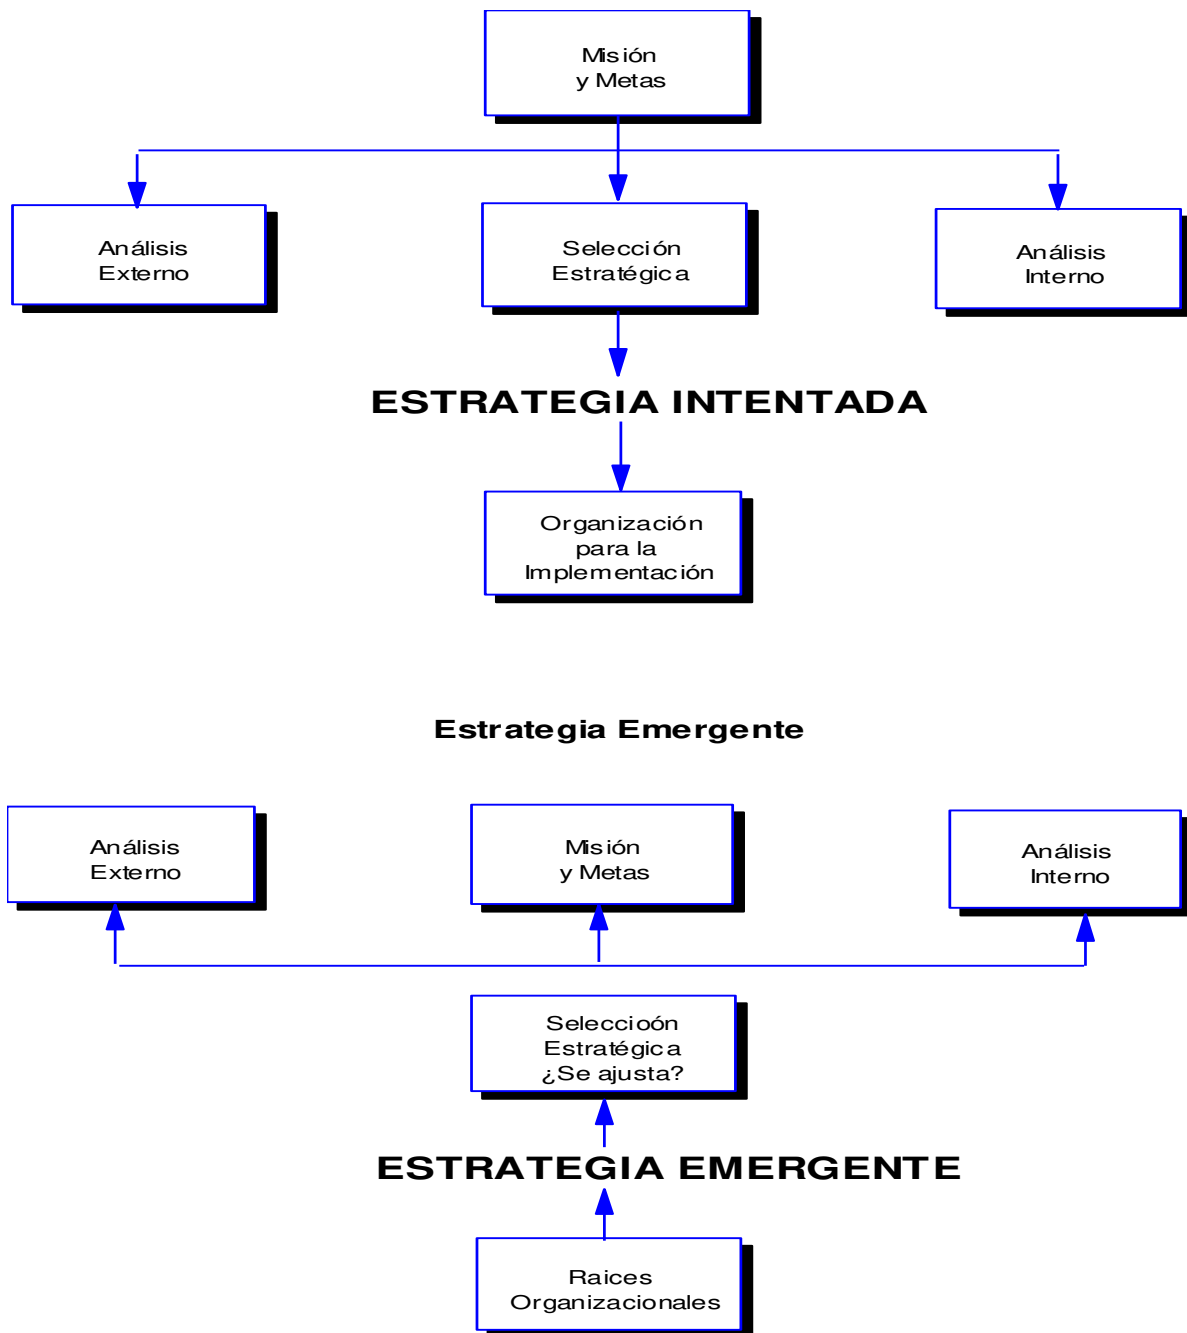 Misión
y Metas
Análisis
Externo
Selección
Estratégica
Análisis
Interno
ESTRATEGIA INTENTADA
Organización
para la
Implementación
Estrategia Emergente
Análisis
Externo
Misión
y Metas
Análisis
Interno
Seleccioón
Estratégica
¿Se ajusta?
ESTRATEGIA EMERGENTE
Raices
Organizacionales